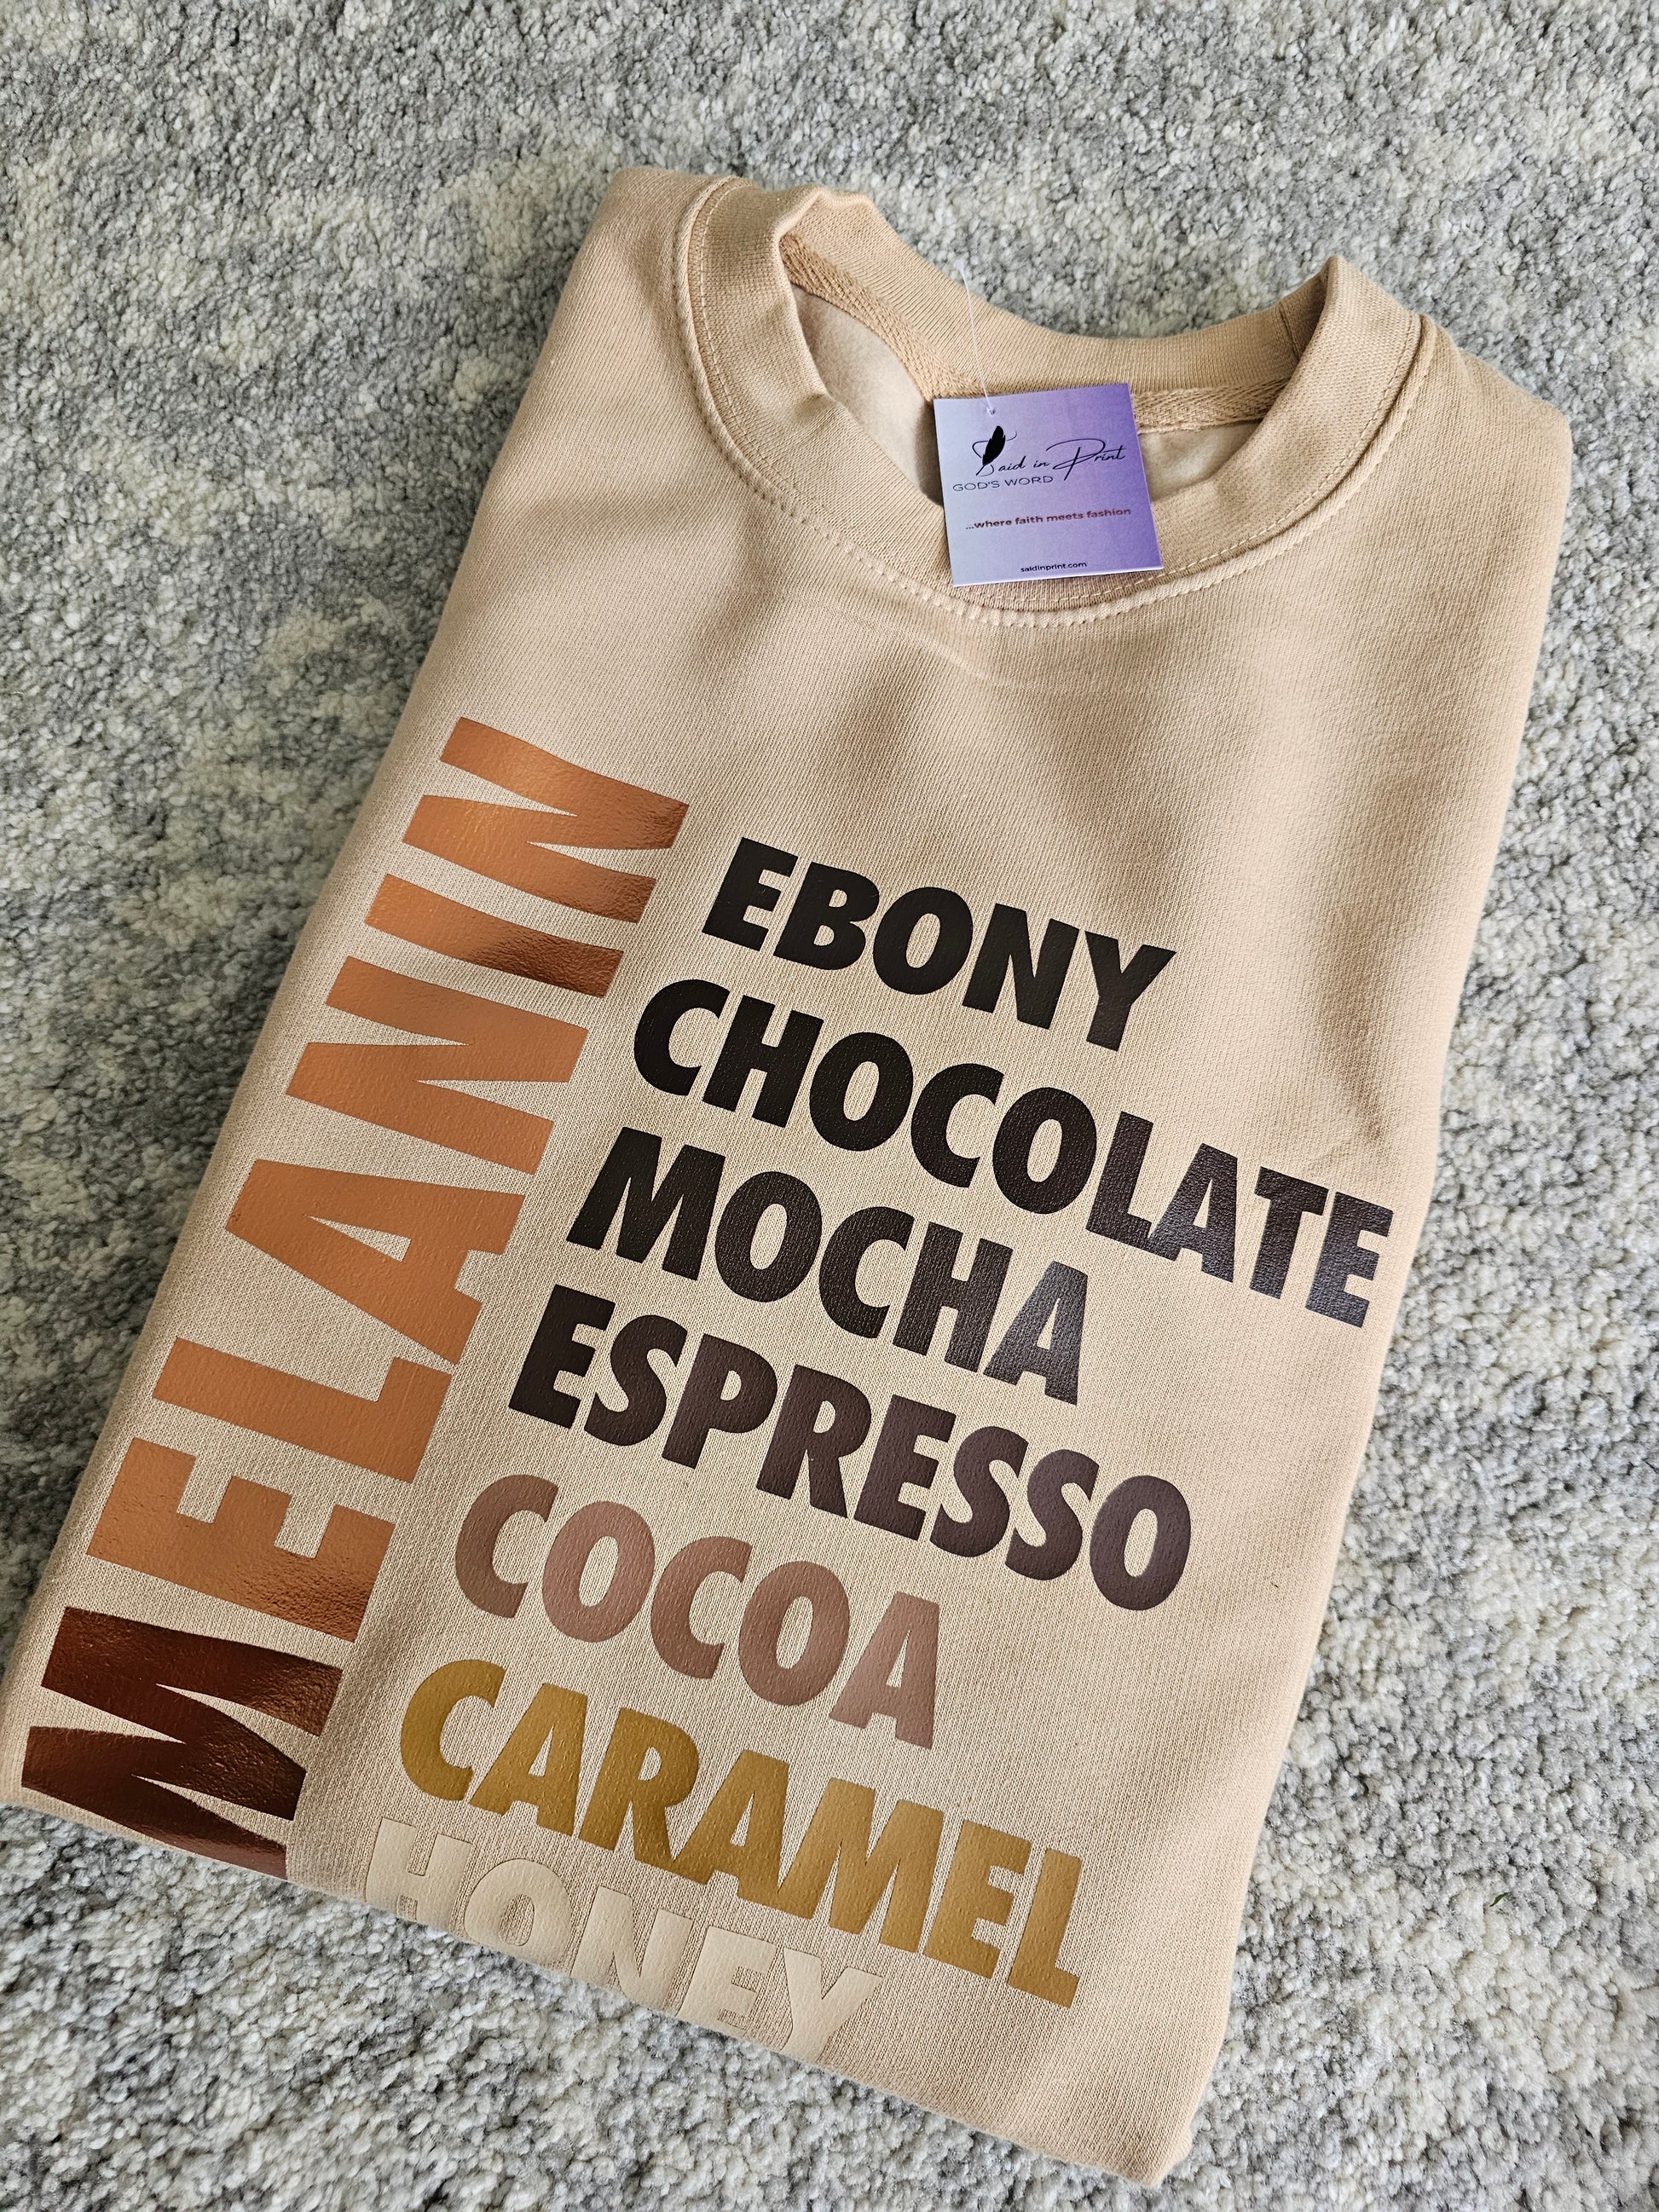 Said in Print
GOD'S WORD
...where faith meets fashion
saidinprint.com
MELANIN
EBONY
CHOCOLATE
MOCHA
ESPRESSO
COCOA
CARAMEL
HONEY